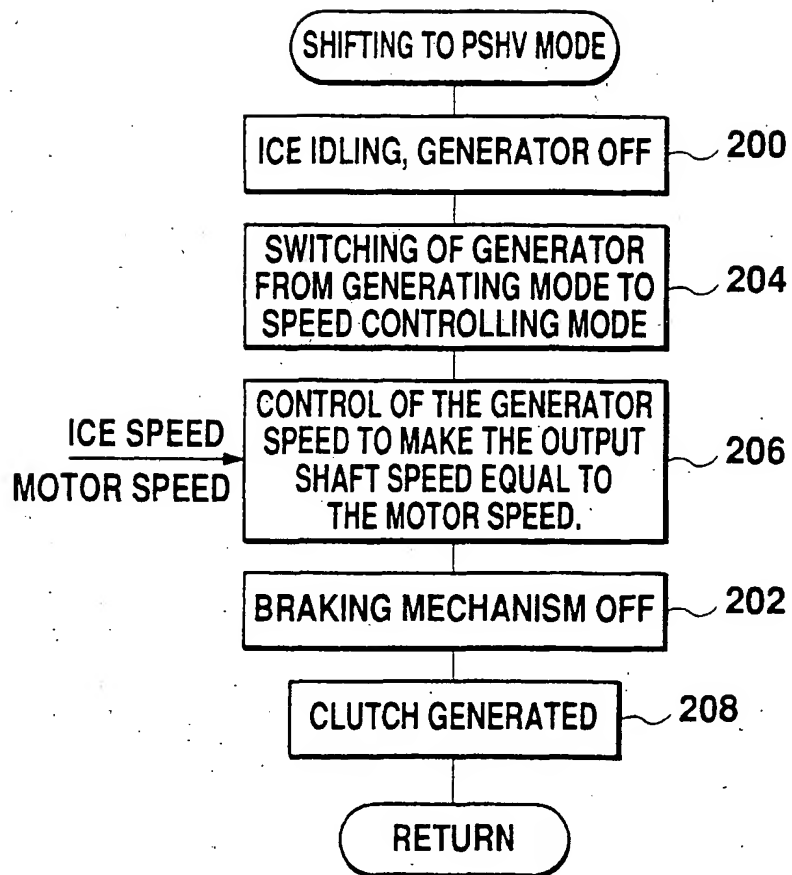 SHIFTING TO PSHV MODE
ICE IDLING, GENERATOR OFF
200
SWITCHING OF GENERATOR
FROM GENERATING MODE TO
SPEED CONTROLLING MODE
204
ICE SPEED
MOTOR SPEED
CONTROL OF THE GENERATOR
SPEED TO MAKE THE OUTPUT
SHAFT SPEED EQUAL TO
THE MOTOR SPEED.
206
BRAKING MECHANISM OFF
202
CLUTCH GENERATED
208
RETURN